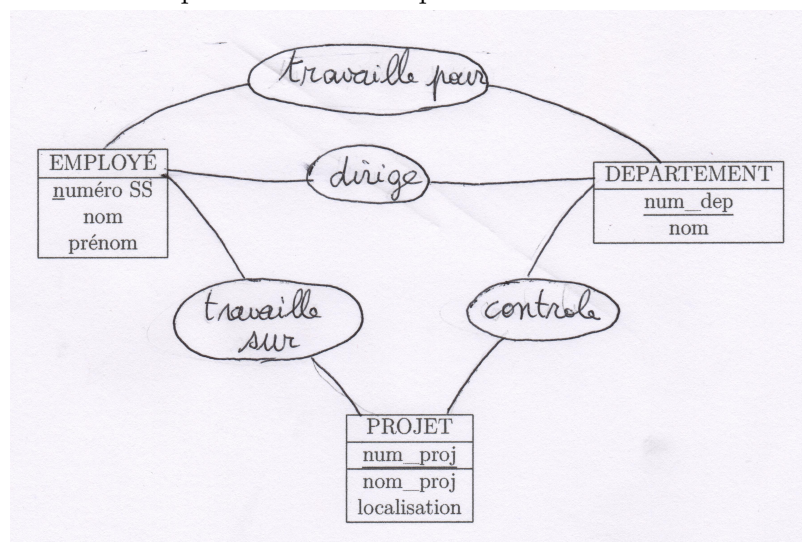 travaille pour
EMPLOYÉ
numéro SS
nom
prénom
dirige
DEPARTEMENT
num_dep
nom
travaille
sur
controle
PROJET
num_proj
nom_proj
localisation